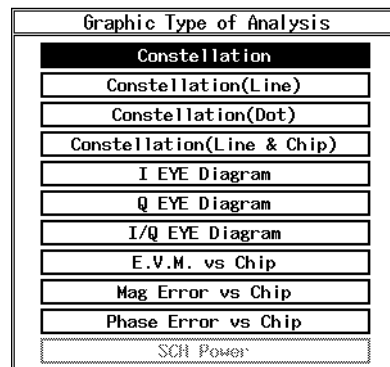 Graphic Type of Analysis
Constellation
Constellation(Line)
Constellation(Dot)
Constellation(Line & Chip)
I EYE Diagram
Q EYE Diagram
I/Q EYE Diagram
E.V.M. vs Chip
Mag Error vs Chip
Phase Error vs Chip
SCH Power